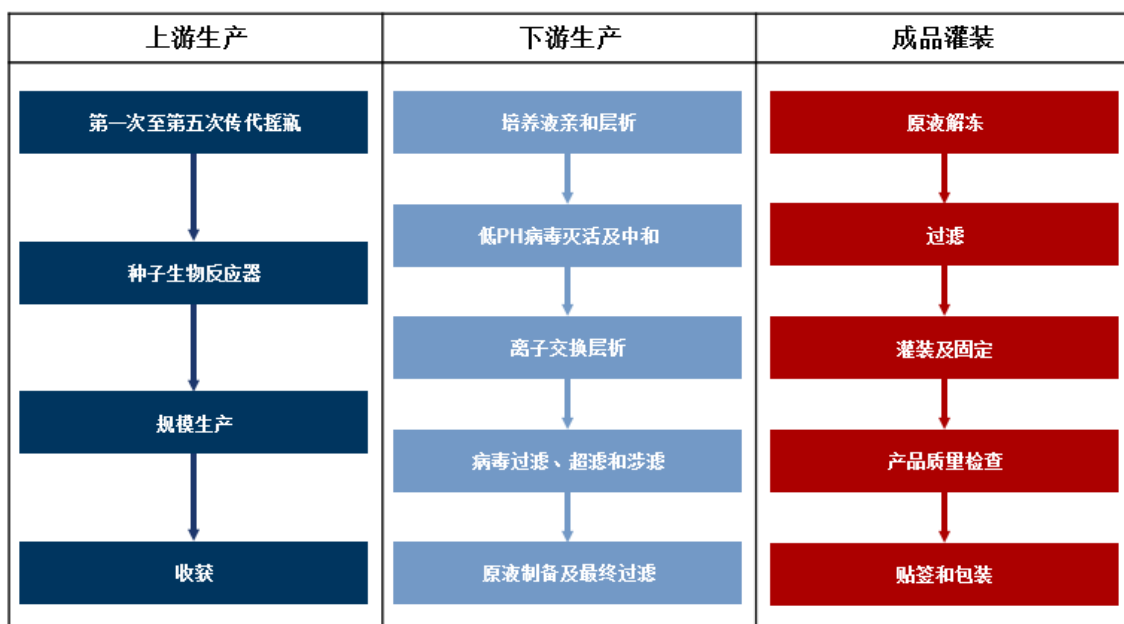 上游生产
下游生产
成品灌装
第一次至第五次传代摇瓶
种子生物反应器
规模生产
收获
培养液亲和层析
低PH病毒灭活及中和
离子交换层析
病毒过滤、超滤和涉滤
原液制备及最终过滤
原液解冻
过滤
灌装及固定
产品质量检查
贴签和包装